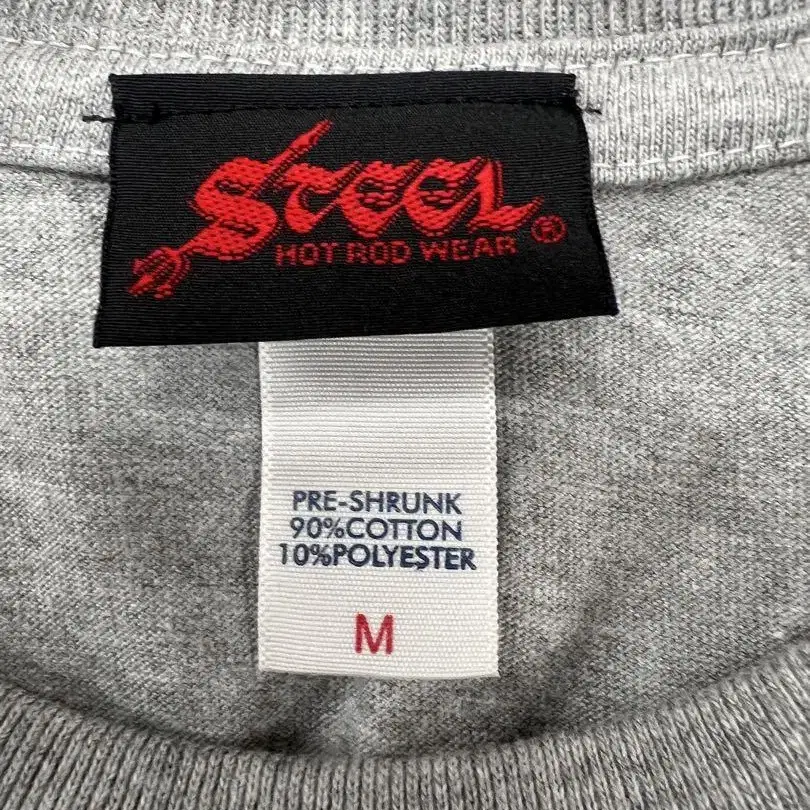 STEEL
HOT ROD WEAR ®
PRE-SHRUNK
90%COTTON
10%POLYESTER
M